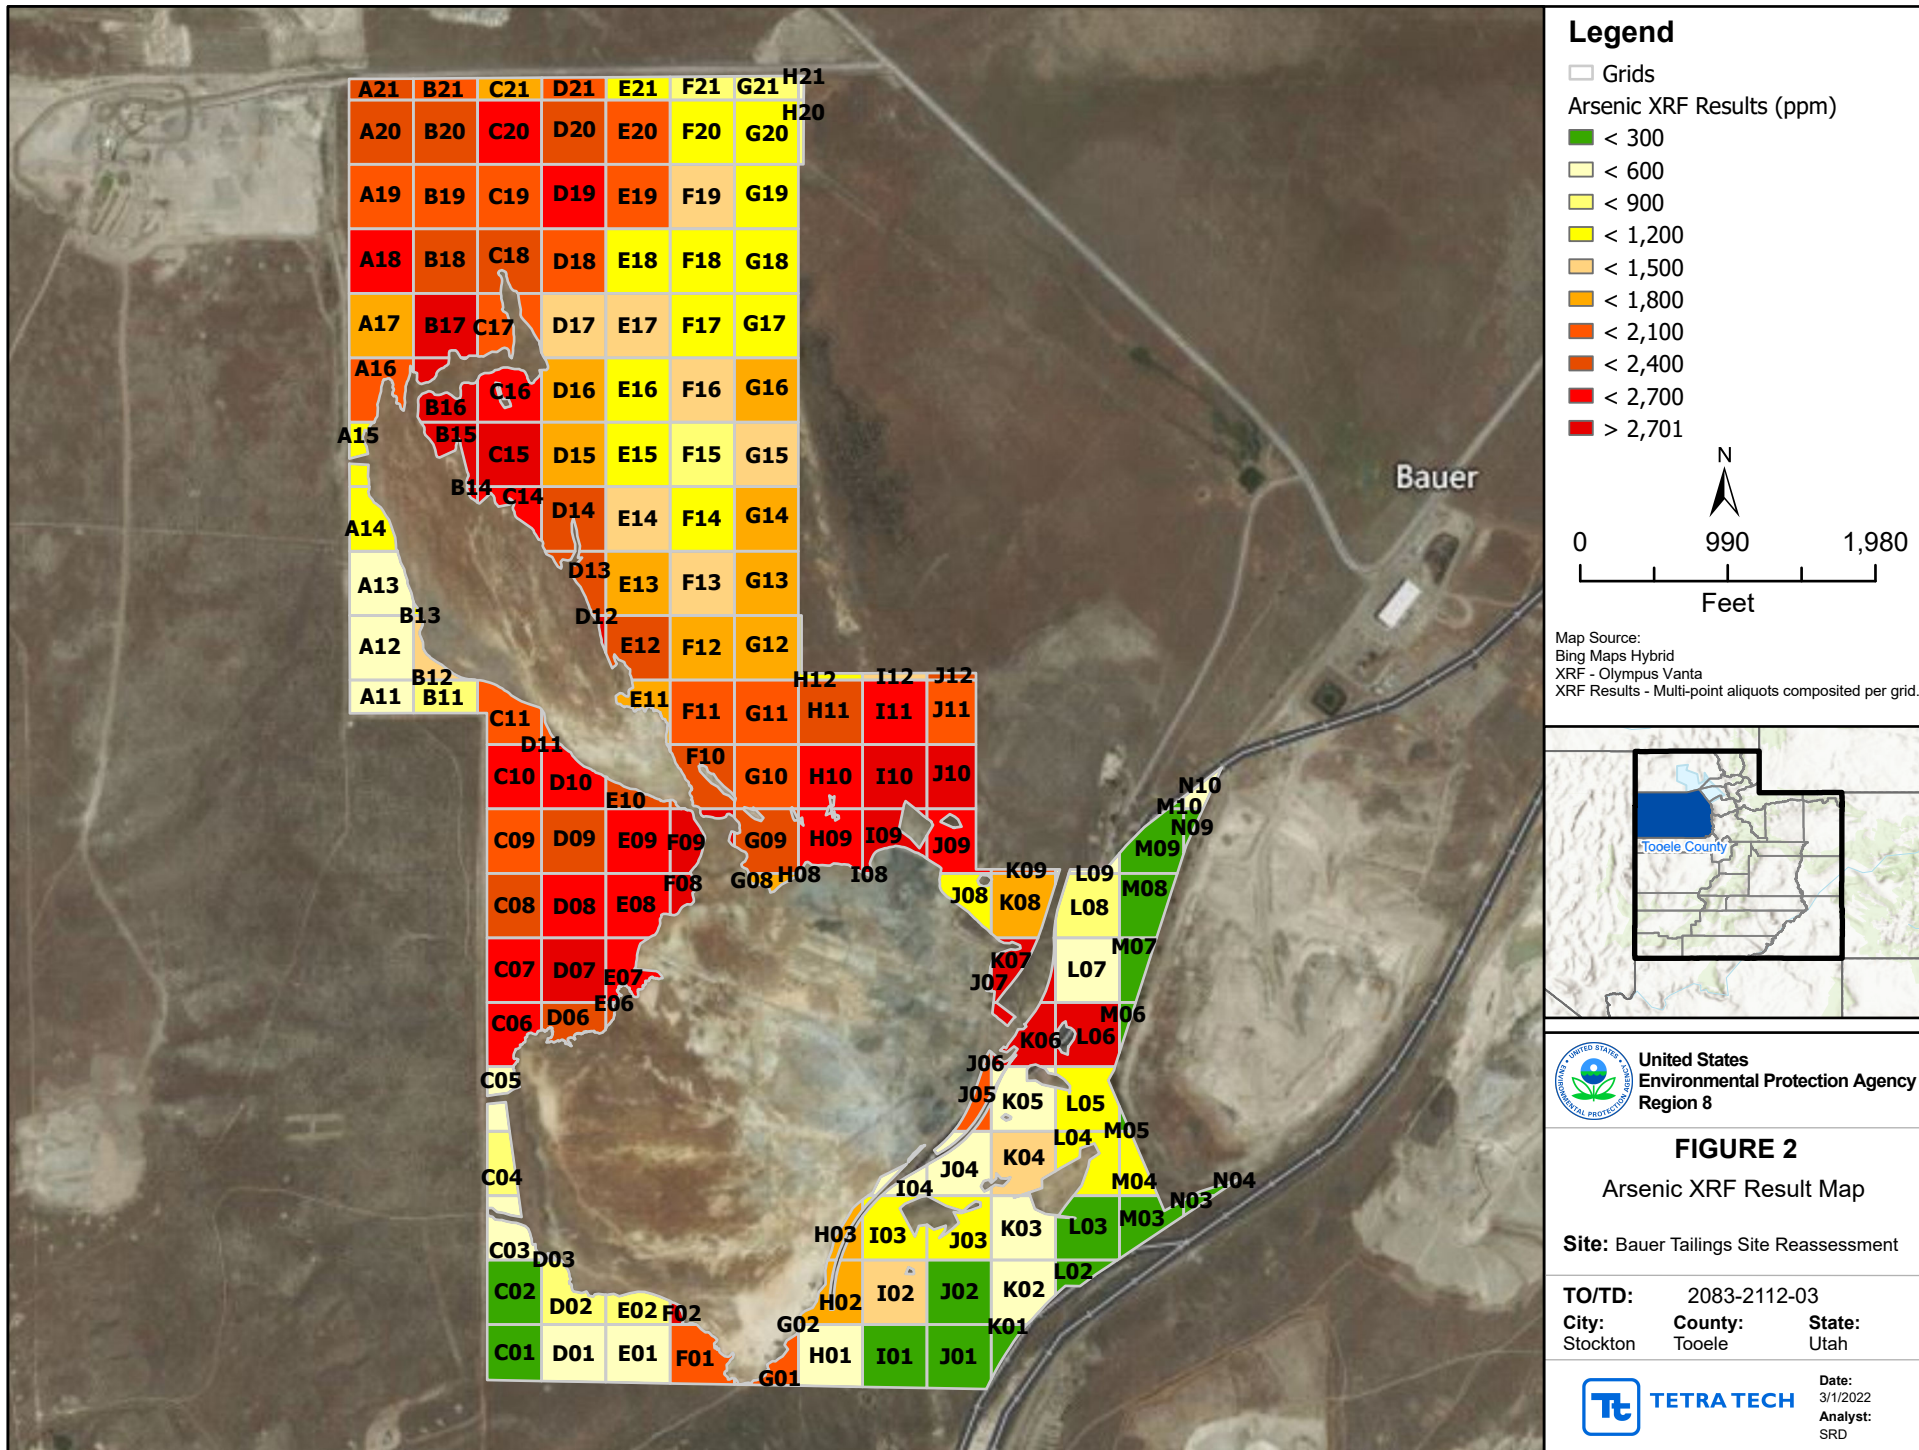 A21 B21 C21 D21 E21 F21 G21 H21
H20
A20 B20 C20 D20 E20 F20 G20
A19 B19 C19 D19 E19 F19 G19
A18 B18 C18 D18 E18 F18 G18
A17 B17 C17 D17 E17 F17 G17
A16 B16 C16 D16 E16 F16 G16
A15 B15 C15 D15 E15 F15 G15
A14 B14 C14 D14 E14 F14 G14
A13 B13 D13 E13 F13 G13
A12 B12 D12 E12 F12 G12 H12 I12 J12
A11 B11 C11 D11 E11 F11 G11 H11 I11 J11
C10 D10 E10 F10 G10 H10 I10 J10 M10 N10
C09 D09 E09 F09 G09 H09 I09 J09 K09 L09 M09 N09
C08 D08 E08 F08 G08 H08 I08 J08 K08 L08 M08
C07 D07 E07 J07 K07 L07 M07
C06 D06 E06 J06 K06 L06 M06
C05 J05 K05 L05 M05
C04 I04 J04 K04 L04 M04 N04
C03 D03 H03 I03 J03 K03 L03 M03 N03
C02 D02 E02 F02 G02 H02 I02 J02 K02 L02
C01 D01 E01 F01 G01 H01 I01 J01 K01
Bauer
Legend
Grids
Arsenic XRF Results (ppm)
< 300
< 600
< 900
< 1,200
< 1,500
< 1,800
< 2,100
< 2,400
< 2,700
> 2,701
N
0 990 1,980
Feet
Map Source:
Bing Maps Hybrid
XRF - Olympus Vanta
XRF Results - Multi-point aliquots composited per grid.
Tooele County
UNITED STATES
ENVIRONMENTAL PROTECTION AGENCY
United States
Environmental Protection Agency
Region 8
FIGURE 2
Arsenic XRF Result Map
Site: Bauer Tailings Site Reassessment
TO/TD: 2083-2112-03
City: County: State:
Stockton Tooele Utah
Tt TETRA TECH
Date:
3/1/2022
Analyst:
SRD